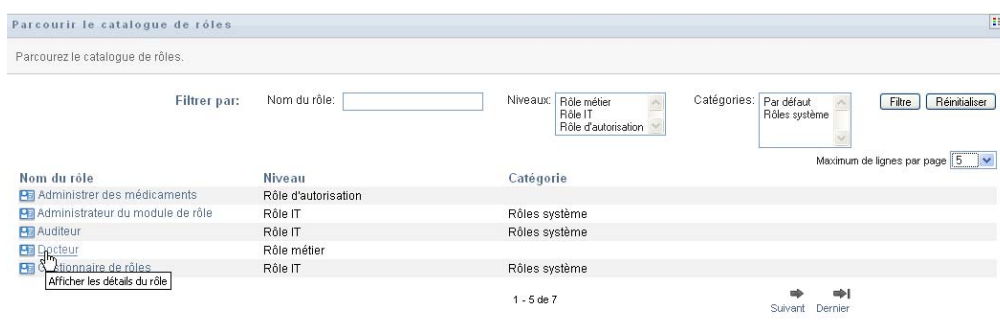 Parcourir le catalogue de rôles
Parcourez le catalogue de rôles.
Filtrer par: Nom du rôle: Niveaux: Rôle métier Rôle IT Rôle d'autorisation Catégories: Par défaut Rôles système Filtre Réinitialiser
Maximum de lignes par page 5
Nom du rôle Niveau Catégorie
Administrer des médicaments Rôle d'autorisation
Administrateur du module de rôle Rôle IT Rôles système
Auditeur Rôle IT Rôles système
Docteur Rôle métier
Gestionnaire de rôles Rôle IT Rôles système
Afficher les détails du rôle
1 - 5 de 7 Suivant Dernier